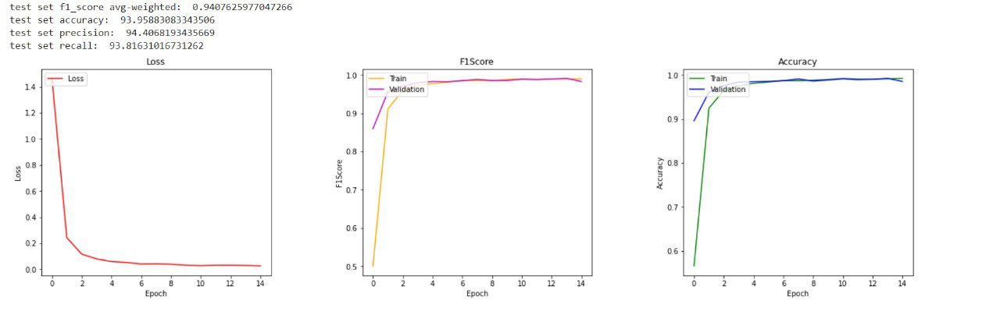 test set f1_score avg-weighted:  0.9407625977047266
test set accuracy:  93.95883083343506
test set precision:  94.4068193435669
test set recall:  93.81631016731262
Loss
Loss
1.4
1.2
1.0
0.8
0.6
0.4
0.2
0.0
Loss
0 2 4 6 8 10 12 14
Epoch
F1Score
Train
Validation
1.0
0.9
0.8
0.7
0.6
0.5
F1Score
0 2 4 6 8 10 12 14
Epoch
Accuracy
Train
Validation
1.0
0.9
0.8
0.7
0.6
Accuracy
0 2 4 6 8 10 12 14
Epoch